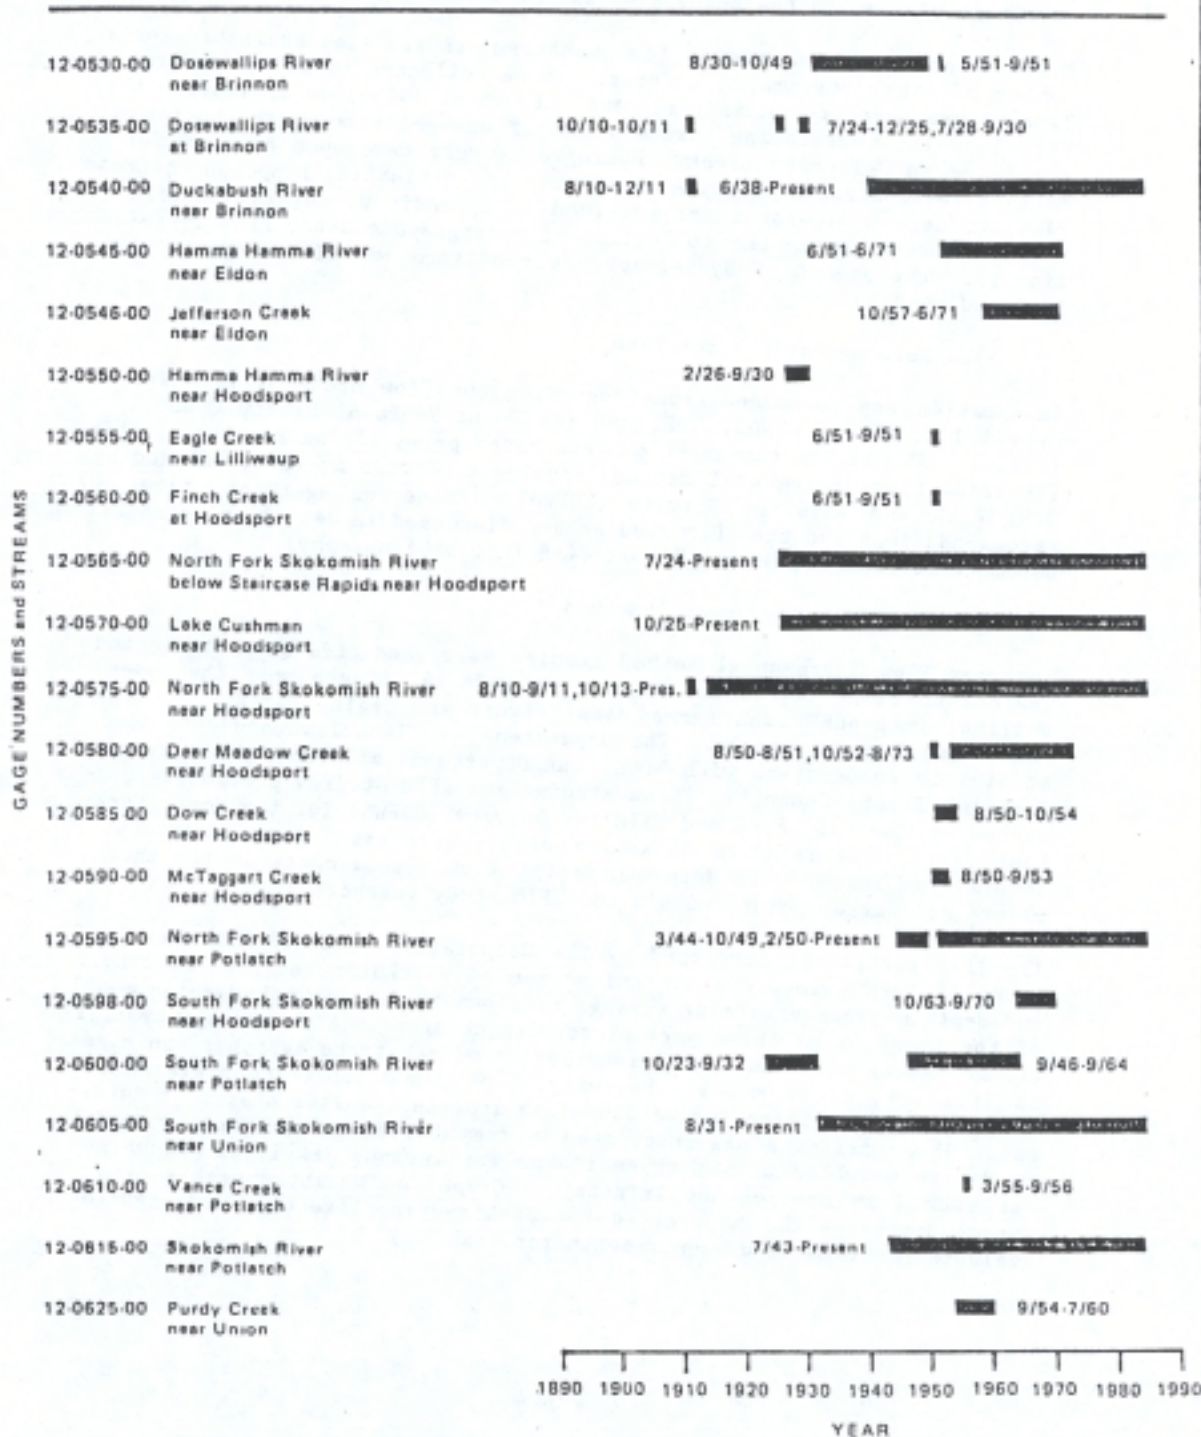 12-0530-00 Dosewallips River 8/30-10/49 5/51-9/51
near Brinnon
12-0535-00 Dosewallips River 10/10-10/11 7/24-12/25,7/28-9/30
at Brinnon
12-0540-00 Duckabush River 8/10-12/11 6/38-Present
near Brinnon
12-0545-00 Hamma Hamma River 6/51-6/71
near Eldon
12-0546-00 Jefferson Creek 10/57-6/71
near Eldon
12-0550-00 Hamma Hamma River 2/26-9/30
near Hoodsport
12-0555-00 Eagle Creek 6/51-9/51
near Lilliwaup
12-0560-00 Finch Creek 6/51-9/51
at Hoodsport
12-0565-00 North Fork Skokomish River 7/24-Present
below Staircase Rapids near Hoodsport
12-0570-00 Lake Cushman 10/25-Present
near Hoodsport
12-0575-00 North Fork Skokomish River 8/10-9/11,10/13-Pres.
near Hoodsport
12-0580-00 Deer Meadow Creek 8/50-8/51,10/52-8/73
near Hoodsport
12-0585 00 Dow Creek 8/50-10/54
near Hoodsport
12-0590-00 McTaggart Creek 8/50-9/53
near Hoodsport
12-0595-00 North Fork Skokomish River 3/44-10/49,2/50-Present
near Potlatch
12-0598-00 South Fork Skokomish River 10/63-9/70
near Hoodsport
12-0600-00 South Fork Skokomish River 10/23-9/32 9/46-9/64
near Potlatch
12-0605-00 South Fork Skokomish River 8/31-Present
near Union
12-0610-00 Vance Creek 3/55-9/56
near Potlatch
12-0615-00 Skokomish River 7/43-Present
near Potlatch
12-0625-00 Purdy Creek 9/54-7/60
near Union
GAGE NUMBERS and STREAMS
1890 1900 1910 1920 1930 1940 1950 1960 1970 1980 1990
YEAR